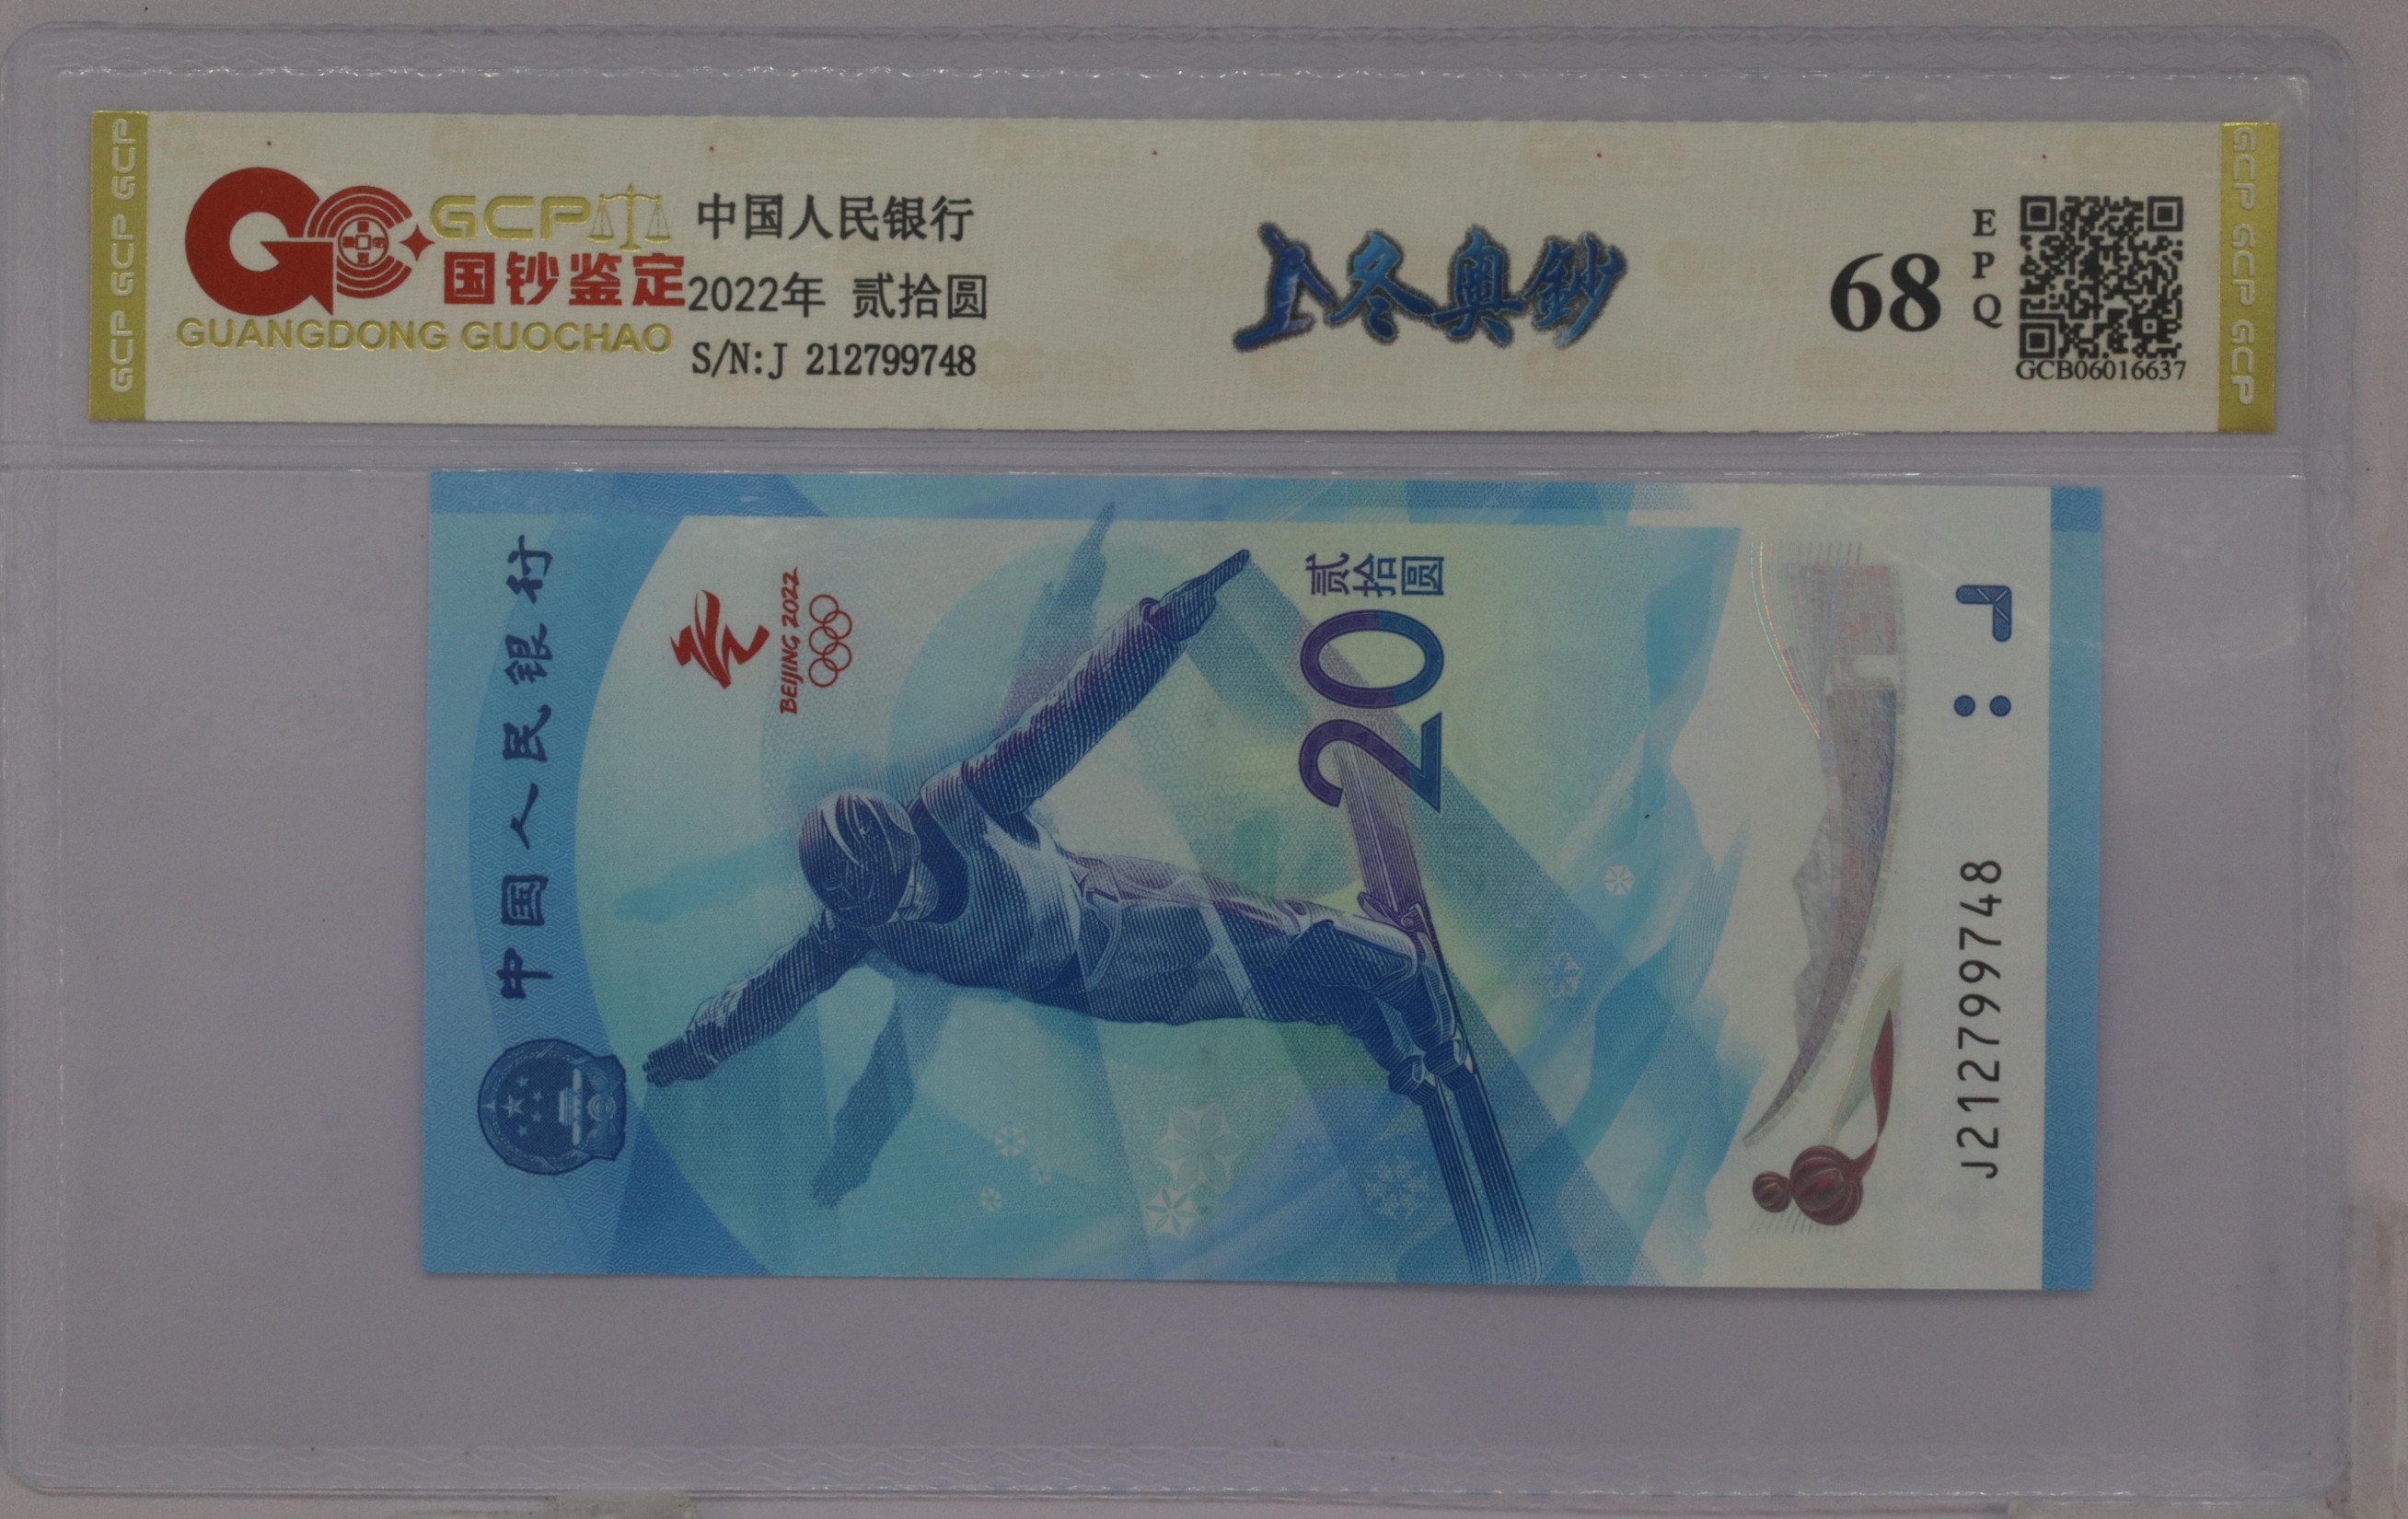 GCP GCP GCP
GCP
国钞鉴定
GUANGDONG GUOCHAO
中国人民银行
2022年 贰拾圆
S/N:J 212799748
冬奥鈔
68
EPQ
GCB06016637
GCP GCP GCP
中国人民银行
BEIJING 2022
贰拾圆
20
J212799748